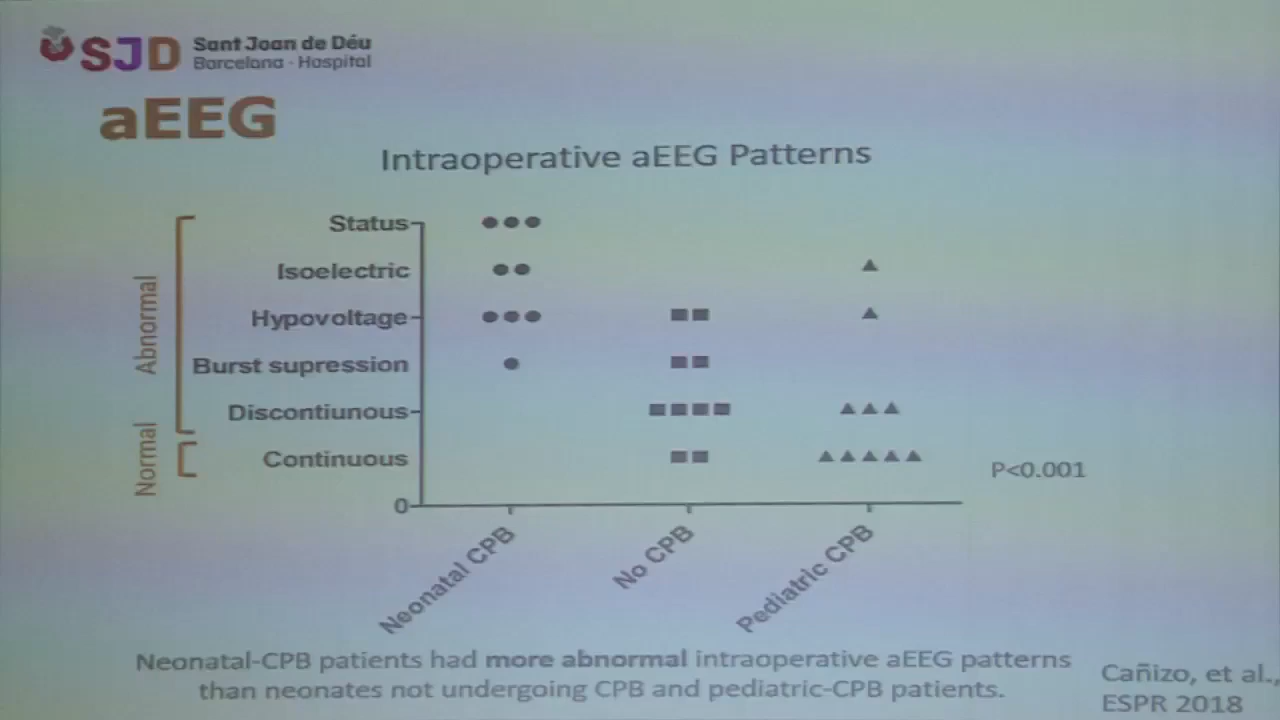 SJD Sant Joan de Déu
Barcelona · Hospital
aEEG
Intraoperative aEEG Patterns
Abnormal
Normal
Status
Isoelectric
Hypovoltage
Burst supression
Discontiunous
Continuous
0
P<0.001
Neonatal CPB
No CPB
Pediatric CPB
Neonatal-CPB patients had more abnormal intraoperative aEEG patterns
than neonates not undergoing CPB and pediatric-CPB patients.
Cañizo, et al.,
ESPR 2018